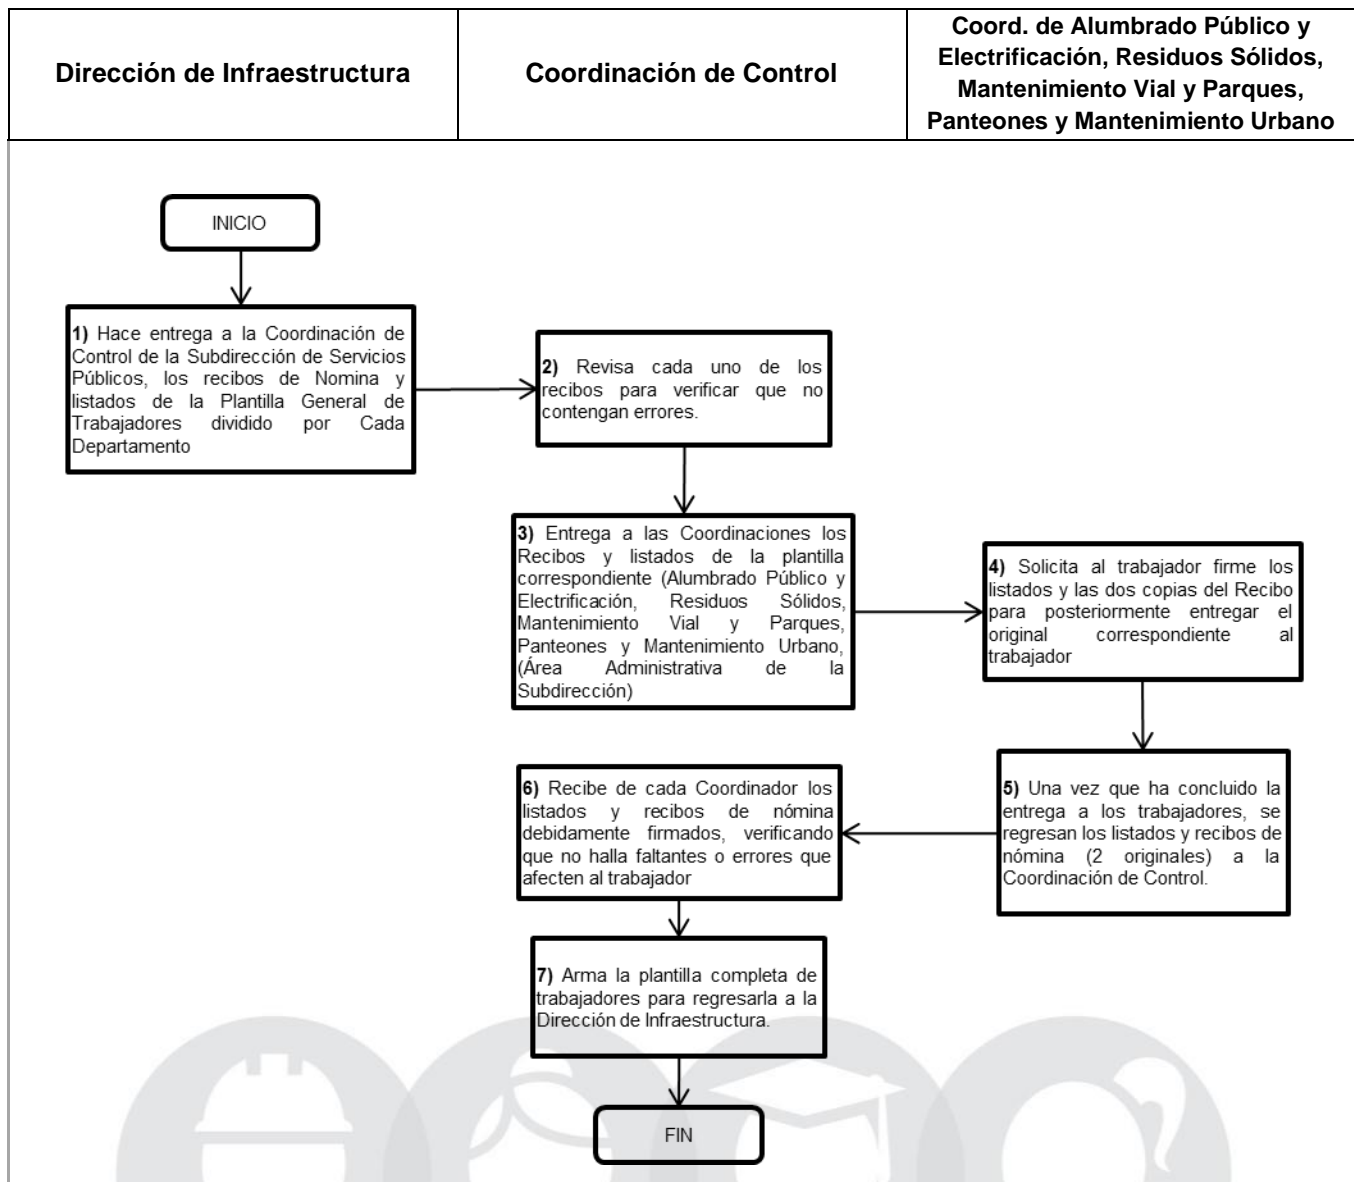 Dirección de Infraestructura
Coordinación de Control
Coord. de Alumbrado Público y
Electrificación, Residuos Sólidos,
Mantenimiento Vial y Parques,
Panteones y Mantenimiento Urbano
INICIO
1) Hace entrega a la Coordinación de
Control de la Subdirección de Servicios
Públicos, los recibos de Nomina y
listados de la Plantilla General de
Trabajadores dividido por Cada
Departamento
2) Revisa cada uno de los
recibos para verificar que no
contengan errores.
3) Entrega a las Coordinaciones los
Recibos y listados de la plantilla
correspondiente (Alumbrado Público y
Electrificación, Residuos Sólidos,
Mantenimiento Vial y Parques,
Panteones y Mantenimiento Urbano,
(Área Administrativa de la
Subdirección)
4) Solicita al trabajador firme los
listados y las dos copias del Recibo
para posteriormente entregar el
original correspondiente al
trabajador
5) Una vez que ha concluido la
entrega a los trabajadores, se
regresan los listados y recibos de
nómina (2 originales) a la
Coordinación de Control.
6) Recibe de cada Coordinador los
listados y recibos de nómina
debidamente firmados, verificando
que no halla faltantes o errores que
afecten al trabajador
7) Arma la plantilla completa de
trabajadores para regresarla a la
Dirección de Infraestructura.
FIN